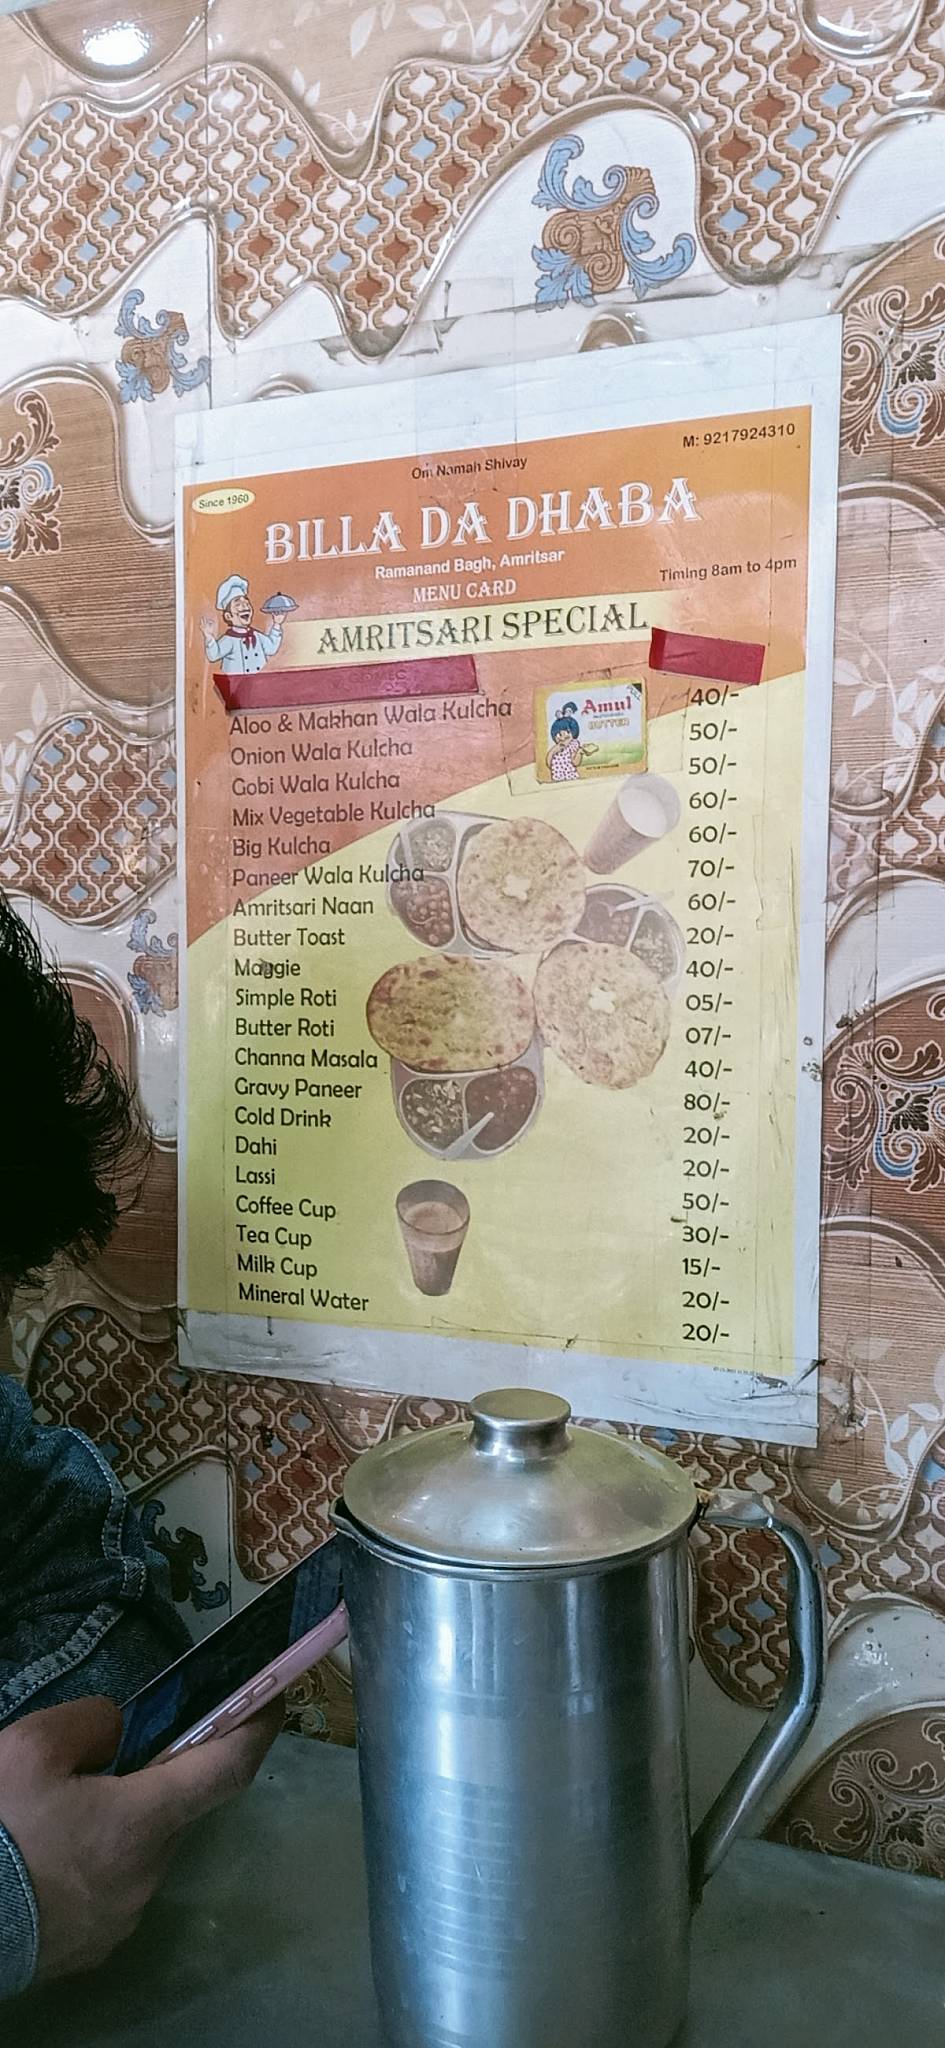 M: 9217924310
Om Namah Shivay
Since 1960
BILLA DA DHABA
Ramanand Bagh, Amritsar
Timing 8am to 4pm
MENU CARD
AMRITSARI SPECIAL
Aloo & Makhan Wala Kulcha 40/-
Onion Wala Kulcha 50/-
Gobi Wala Kulcha 50/-
Mix Vegetable Kulcha 60/-
Big Kulcha 60/-
Paneer Wala Kulcha 70/-
Amritsari Naan 60/-
Butter Toast 20/-
Maggie 40/-
Simple Roti 05/-
Butter Roti 07/-
Channa Masala 40/-
Gravy Paneer 80/-
Cold Drink 20/-
Dahi 20/-
Lassi 50/-
Coffee Cup 30/-
Tea Cup 15/-
Milk Cup 20/-
Mineral Water 20/-
Amul
BUTTER